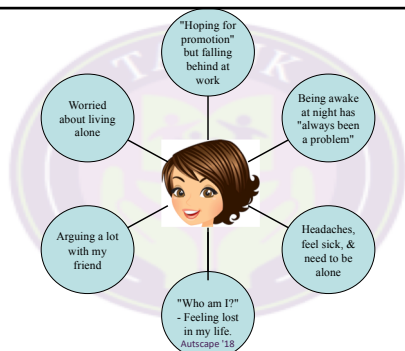 "Hoping for
promotion"
but falling
behind at
work
Being awake
at night has
"always been
a problem"
Headaches,
feel sick, &
need to be
alone
"Who am I?"
- Feeling lost
in my life.
Autscape '18
Arguing a lot
with my
friend
Worried
about living
alone